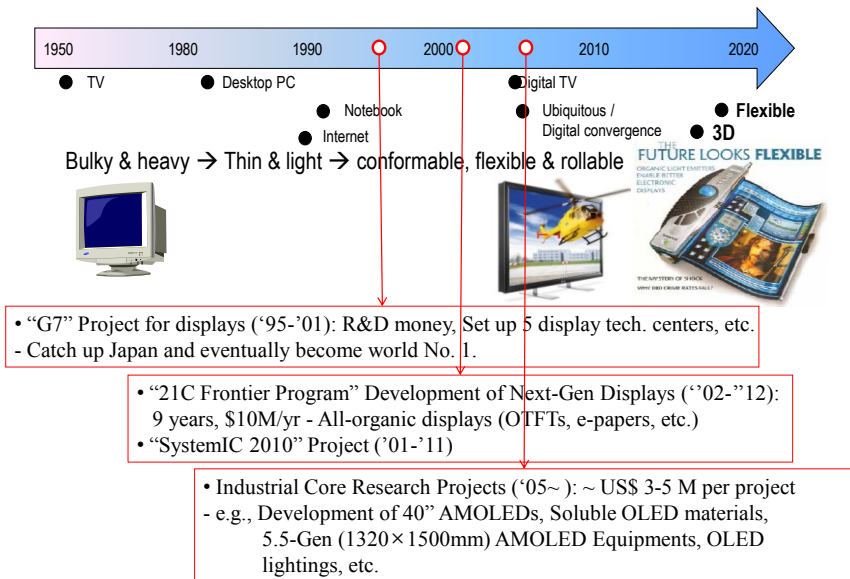 1950 1980 1990 2000 2010 2020
TV
Desktop PC
Digital TV
Notebook
Ubiquitous /
Digital convergence
Flexible
Internet
3D
Bulky & heavy → Thin & light → conformable, flexible & rollable
THE
FUTURE LOOKS FLEXIBLE
ORGANIC LIGHT EMITTERS
ENABLE BETTER
ELECTRONIC
DISPLAYS
THE MYSTERY OF SHOCK
WHY DID CRIME RATES FALL?
• “G7” Project for displays (‘95-’01): R&D money, Set up 5 display tech. centers, etc.
- Catch up Japan and eventually become world No. 1.
• “21C Frontier Program” Development of Next-Gen Displays (‘’02-”12):
9 years, $10M/yr - All-organic displays (OTFTs, e-papers, etc.)
• “SystemIC 2010” Project (’01-’11)
• Industrial Core Research Projects (‘05~ ): ~ US$ 3-5 M per project
- e.g., Development of 40” AMOLEDs, Soluble OLED materials,
5.5-Gen (1320×1500mm) AMOLED Equipments, OLED
lightings, etc.